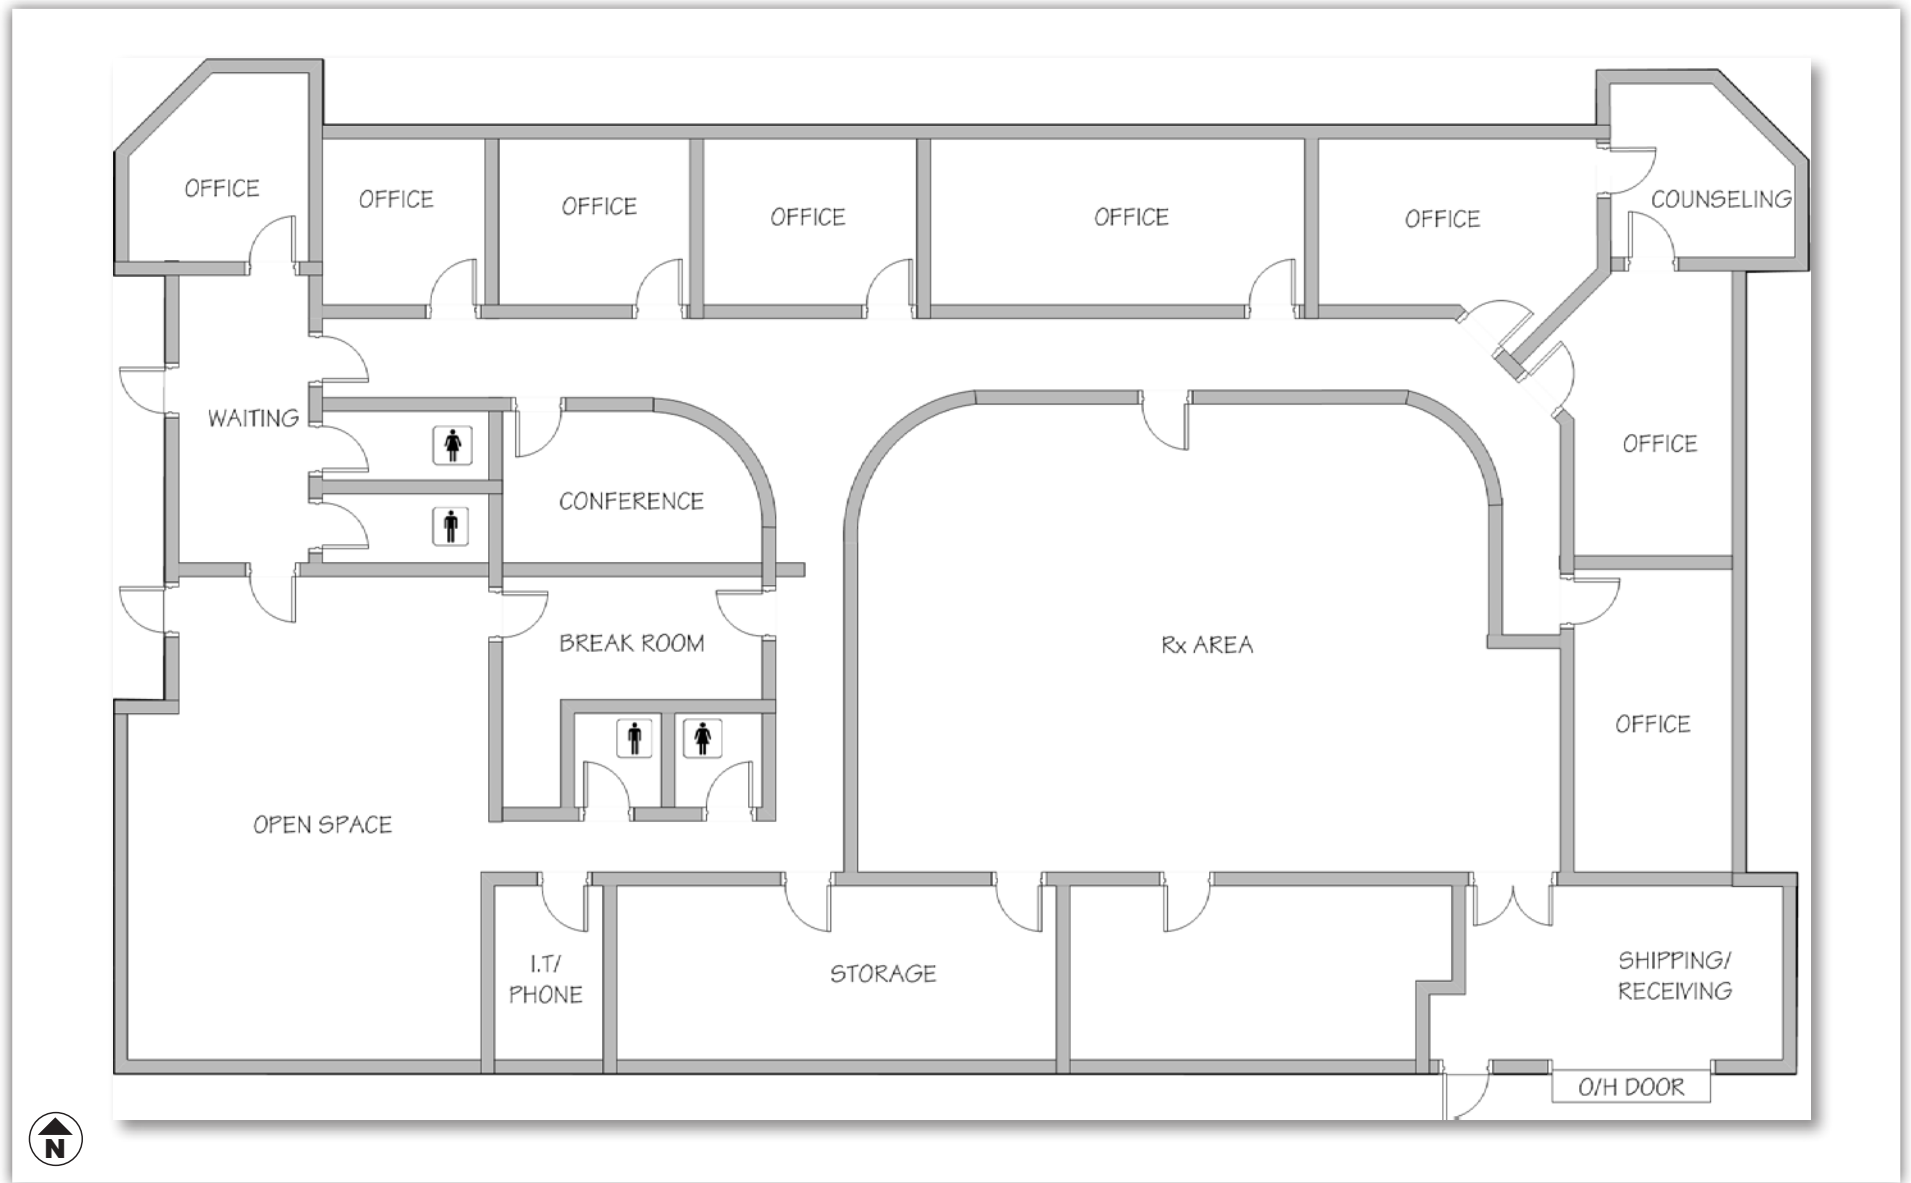 OFFICE
OFFICE
OFFICE
OFFICE
OFFICE
OFFICE
COUNSELING
WAITING
OFFICE
CONFERENCE
BREAK ROOM
Rx AREA
OFFICE
OPEN SPACE
I.T/
PHONE
STORAGE
SHIPPING/
RECEIVING
O/H DOOR
N